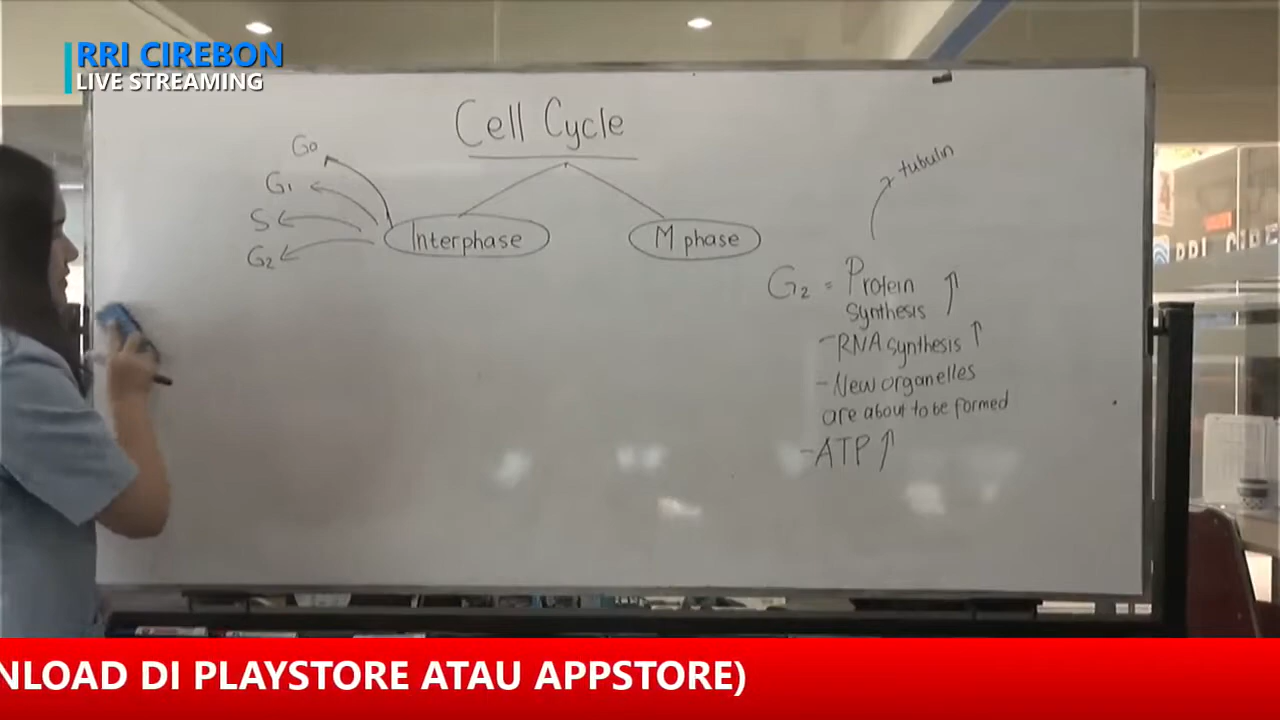 RRI CIREBON
LIVE STREAMING
Cell Cycle
G0
G1
S
G2
Interphase
M phase
tubulin
G2 = Protein
synthesis ↑
- RNA synthesis ↑
- New organelles
are about to be formed
- ATP ↑
NLOAD DI PLAYSTORE ATAU APPSTORE)